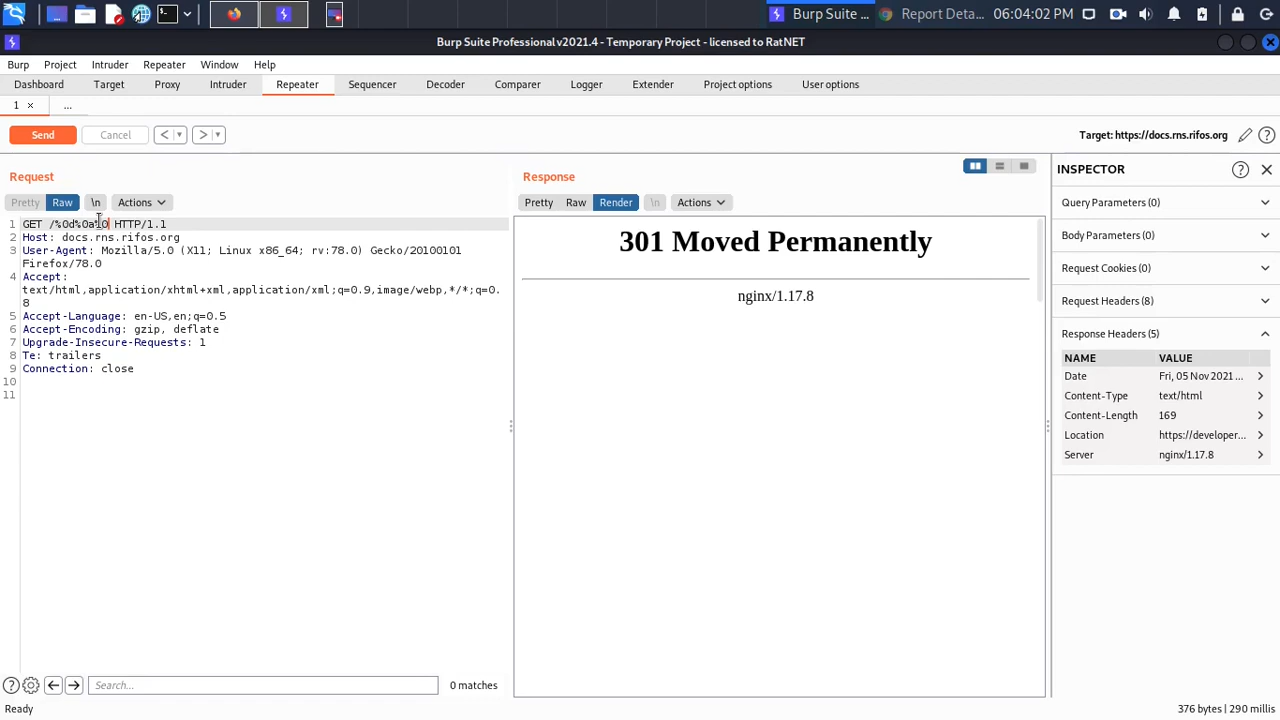 Burp Suite ...
Report Deta...
06:04:02 PM
Burp Suite Professional v2021.4 - Temporary Project - licensed to RatNET
Burp Project Intruder Repeater Window Help
Dashboard Target Proxy Intruder Repeater Sequencer Decoder Comparer Logger Extender Project options User options
1 × ...
Send Cancel < > Target: https://docs.rns.rifos.org
Request
Pretty Raw \n Actions
1 GET /%0d%0a%0 HTTP/1.1
2 Host: docs.rns.rifos.org
3 User-Agent: Mozilla/5.0 (X11; Linux x86_64; rv:78.0) Gecko/20100101
Firefox/78.0
4 Accept:
text/html,application/xhtml+xml,application/xml;q=0.9,image/webp,*/*;q=0.
8
5 Accept-Language: en-US,en;q=0.5
6 Accept-Encoding: gzip, deflate
7 Upgrade-Insecure-Requests: 1
8 Te: trailers
9 Connection: close
10
11
Response
Pretty Raw Render \n Actions
301 Moved Permanently
nginx/1.17.8
INSPECTOR
Query Parameters (0)
Body Parameters (0)
Request Cookies (0)
Request Headers (8)
Response Headers (5)
NAME VALUE
Date Fri, 05 Nov 2021 ...
Content-Type text/html
Content-Length 169
Location https://developer...
Server nginx/1.17.8
Search... 0 matches
Ready 376 bytes | 290 millis